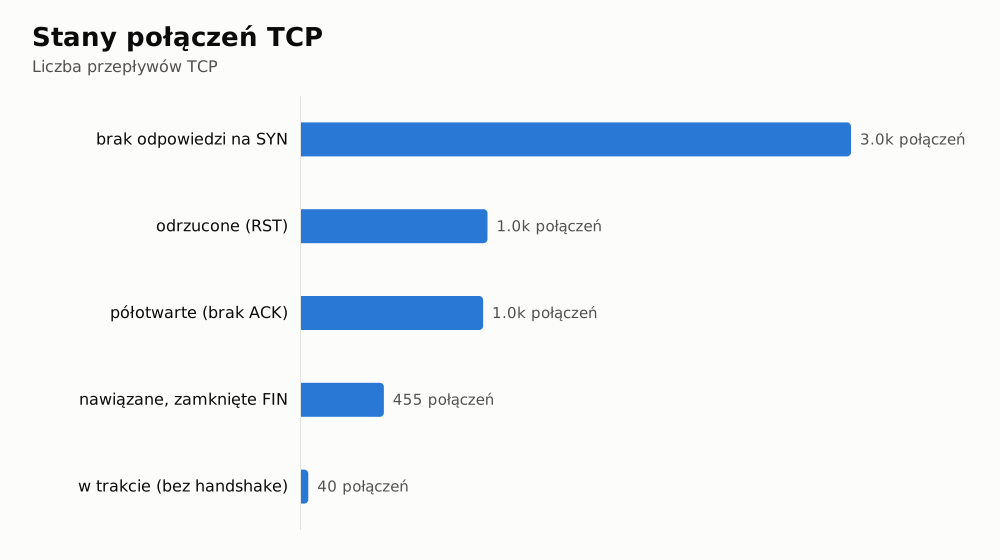 Stany połączeń TCP
Liczba przepływów TCP
brak odpowiedzi na SYN 3.0k połączeń
odrzucone (RST) 1.0k połączeń
półotwarte (brak ACK) 1.0k połączeń
nawiązane, zamknięte FIN 455 połączeń
w trakcie (bez handshake) 40 połączeń